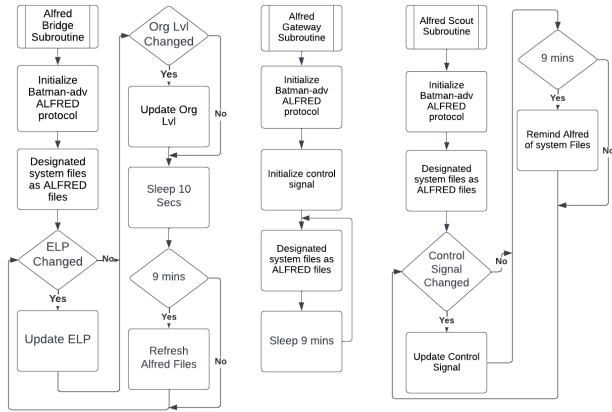 Alfred
Bridge
Subroutine
Initialize
Batman-adv
ALFRED
protocol
Designated
system files
as ALFRED
files
ELP
Changed
No
Yes
Update ELP
Org Lvl
Changed
Yes
No
Update Org
Lvl
Sleep 10
Secs
9 mins
Yes
No
Refresh
Alfred Files
Alfred
Gateway
Subroutine
Initialize
Batman-adv
ALFRED
protocol
Initialize control
signal
Designated
system files as
ALFRED files
Sleep 9 mins
Alfred Scout
Subroutine
Initialize
Batman-adv
ALFRED
protocol
Designated
system files as
ALFRED files
Control
Signal
Changed
No
Yes
Update Control
Signal
9 mins
Yes
No
Remind Alfred
of system Files